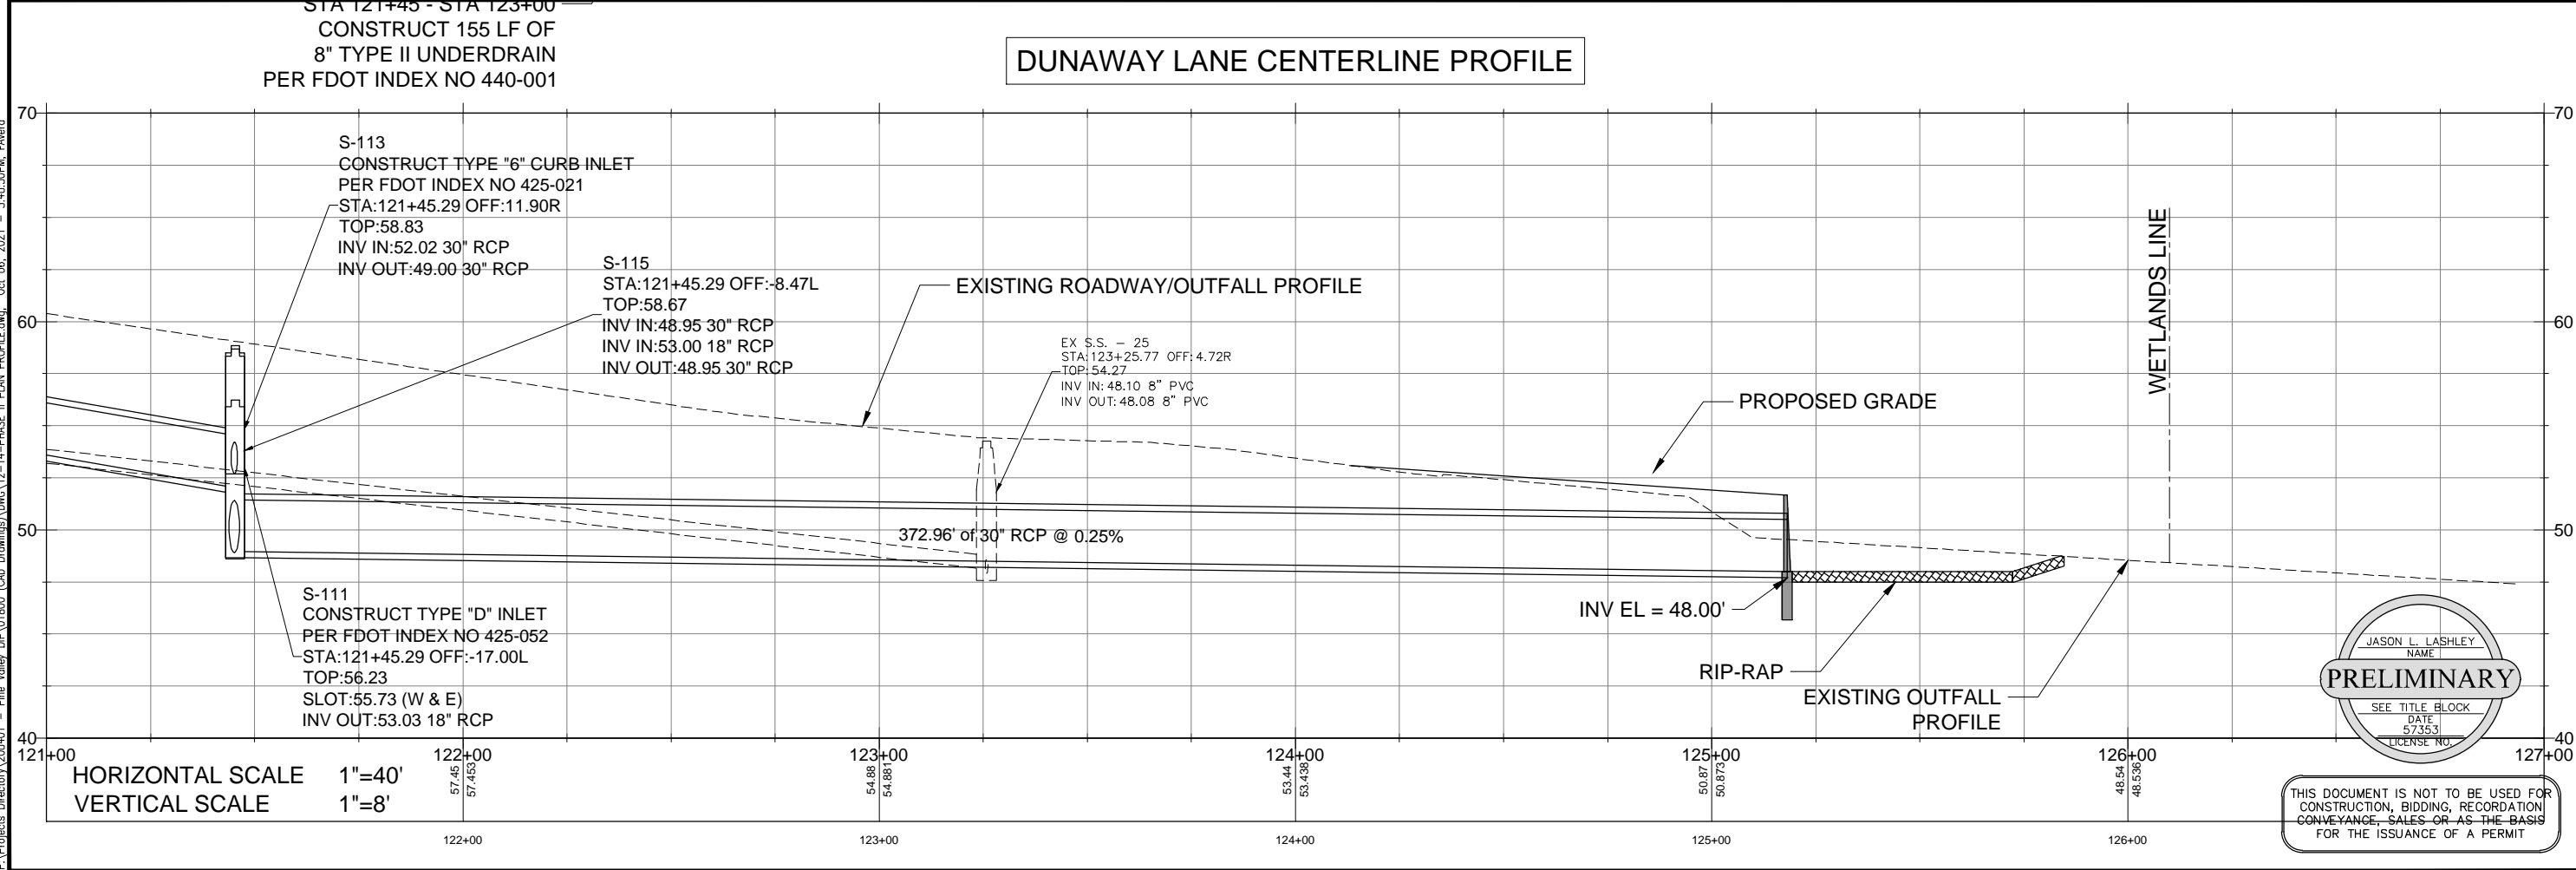 STA 121+45 - STA 123+00
CONSTRUCT 155 LF OF
8" TYPE II UNDERDRAIN
PER FDOT INDEX NO 440-001
DUNAWAY LANE CENTERLINE PROFILE
70
70
S-113
CONSTRUCT TYPE "6" CURB INLET
PER FDOT INDEX NO 425-021
STA:121+45.29 OFF:11.90R
TOP:58.83
INV IN:52.02 30" RCP
INV OUT:49.00 30" RCP
S-115
STA:121+45.29 OFF:-8.47L
TOP:58.67
INV IN:48.95 30" RCP
INV IN:53.00 18" RCP
INV OUT:48.95 30" RCP
EXISTING ROADWAY/OUTFALL PROFILE
EX S.S. - 25
STA:123+25.77 OFF:4.72R
TOP:54.27
INV IN:48.10 8" PVC
INV OUT:48.08 8" PVC
PROPOSED GRADE
WETLANDS LINE
60
60
50
50
372.96' of 30" RCP @ 0.25%
S-111
CONSTRUCT TYPE "D" INLET
PER FDOT INDEX NO 425-052
STA:121+45.29 OFF:-17.00L
TOP:56.23
SLOT:55.73 (W & E)
INV OUT:53.03 18" RCP
INV EL = 48.00'
RIP-RAP
EXISTING OUTFALL
PROFILE
JASON L. LASHLEY
NAME
PRELIMINARY
SEE TITLE BLOCK
DATE
57353
LICENSE NO.
40
40
121+00
122+00
123+00
124+00
125+00
126+00
127+00
HORIZONTAL SCALE 1"=40'
VERTICAL SCALE 1"=8'
57.45
57.453
54.88
54.881
53.44
53.438
50.87
50.873
48.54
48.536
122+00
123+00
124+00
125+00
126+00
THIS DOCUMENT IS NOT TO BE USED FOR
CONSTRUCTION, BIDDING, RECORDATION
CONVEYANCE, SALES OR AS THE BASIS
FOR THE ISSUANCE OF A PERMIT